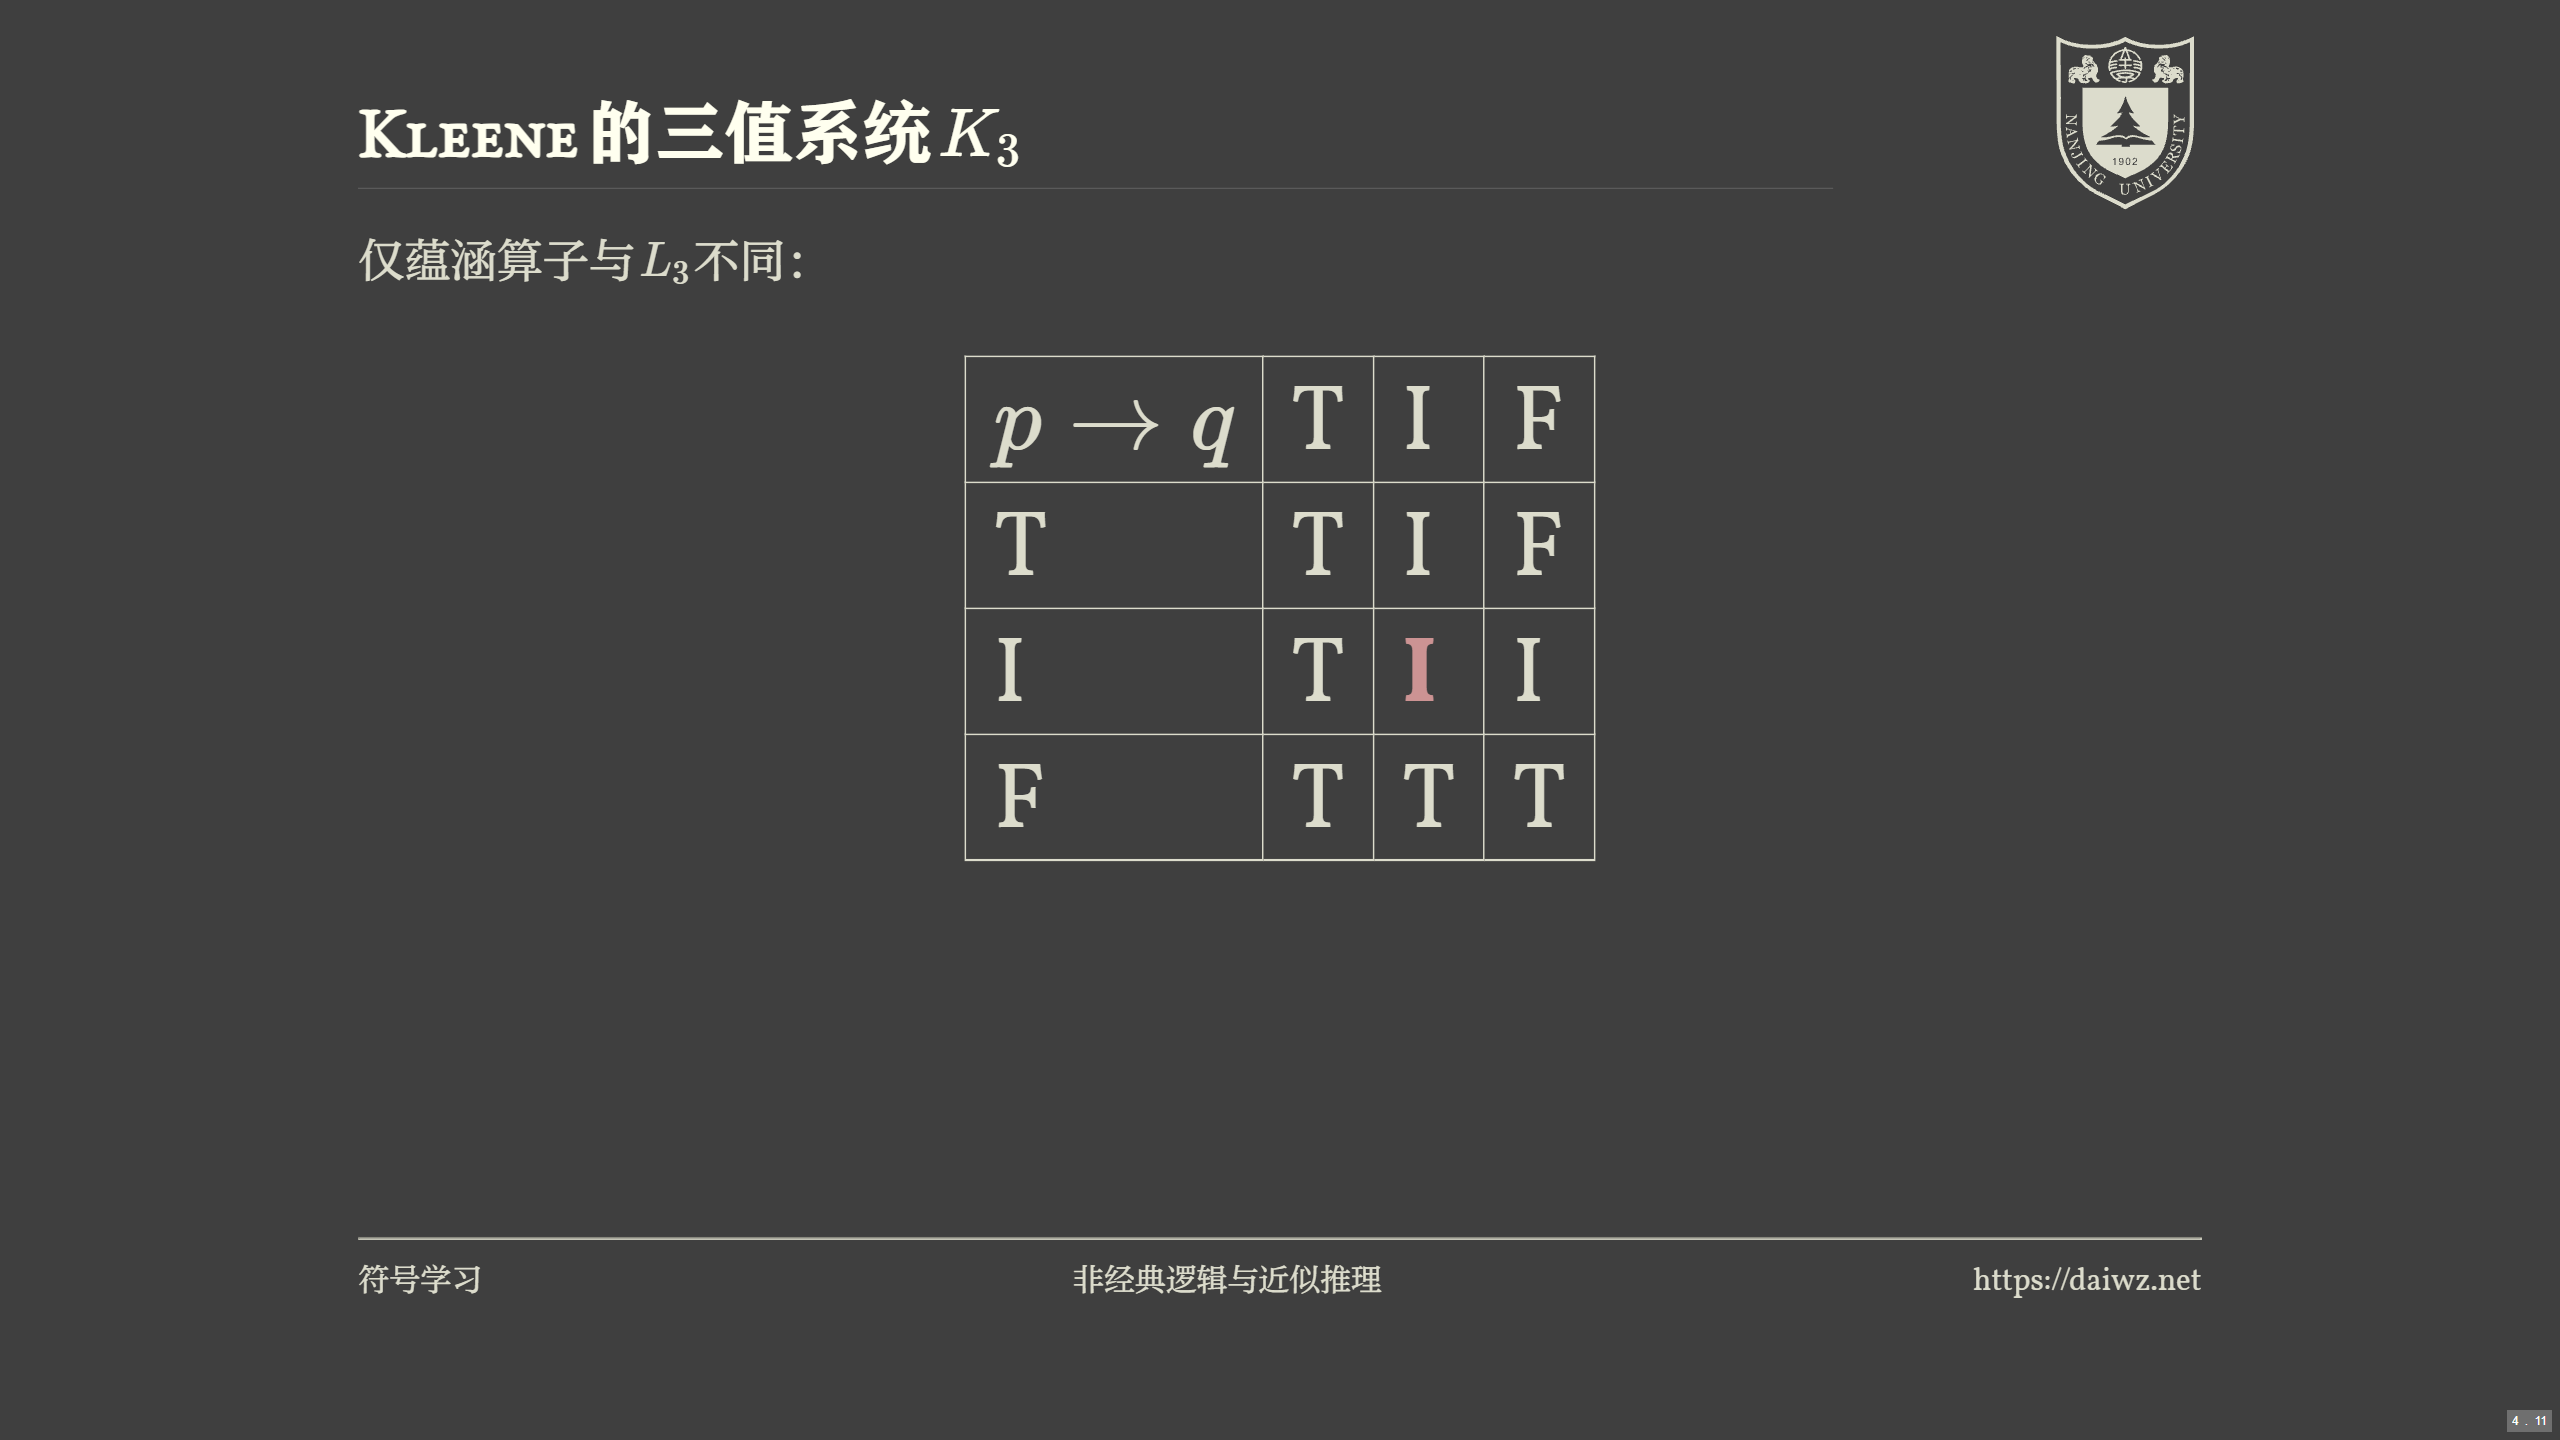 KLEENE 的三值系统 K₃
NANJING UNIVERSITY
1902
仅蕴涵算子与 L₃ 不同：
p → q T I F
T T I F
I T I I
F T T T
符号学习 非经典逻辑与近似推理 https://daiwz.net
4 . 11